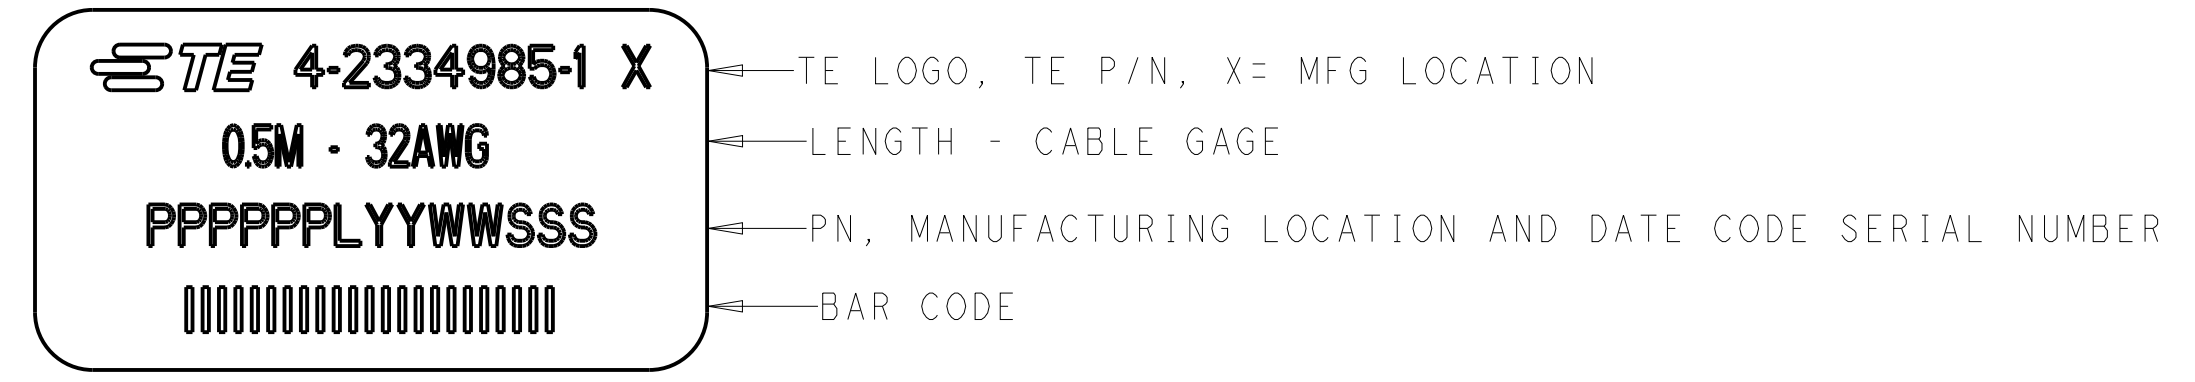 TE 4-2334985-1 X
TE LOGO, TE P/N, X= MFG LOCATION
0.5M - 32AWG
LENGTH - CABLE GAGE
PPPPPPLYYWWSSS
PN, MANUFACTURING LOCATION AND DATE CODE SERIAL NUMBER
BAR CODE